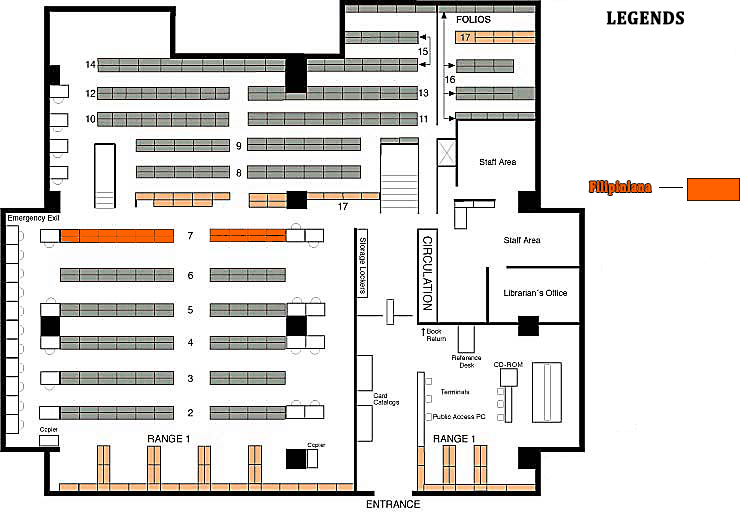 LEGENDS
FOLIOS
17
15
14
16
12
13
10
11
9
Staff Area
8
17
Filipiniana
Emergency Exit
7
Storage Lockers
CIRCULATION
Staff Area
6
Librarian´s Office
5
Book
Return
4
Reference
Desk
CD-ROM
3
Terminals
Card
Catalogs
2
Public Access PC
Copier
RANGE 1
Copier
RANGE 1
ENTRANCE